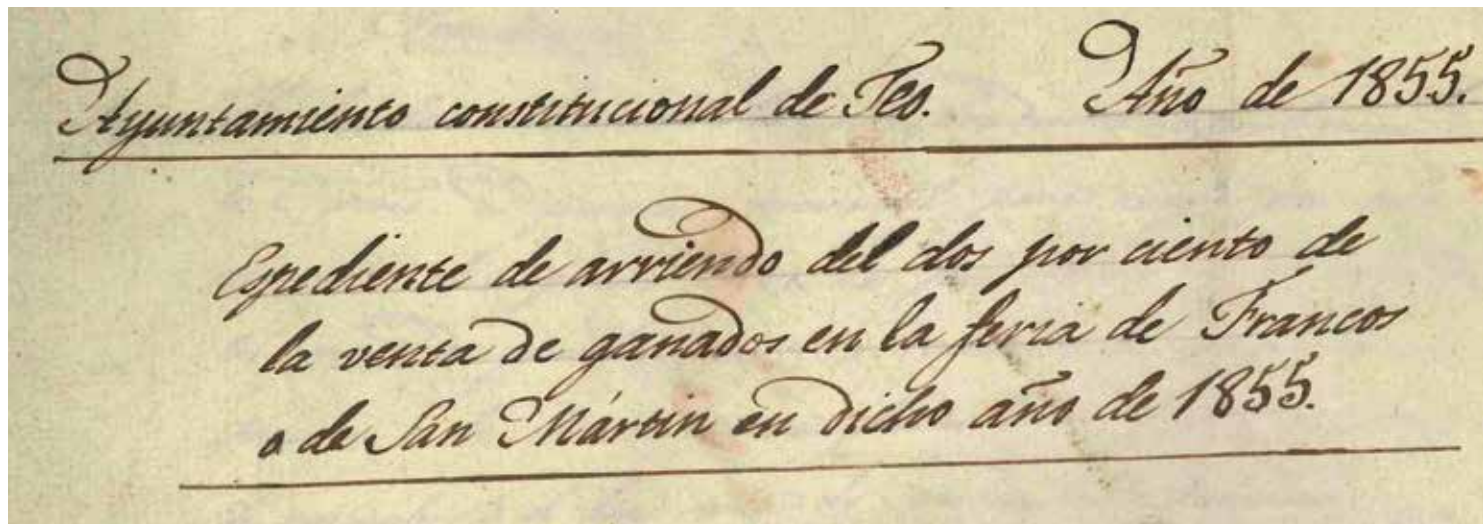 Ayuntamiento constitucional de Teo. Año de 1855.
Espediente de arriendo del dos por ciento de
la venta de ganados en la feria de Francos
o de San Mártin en dicho año de 1855.